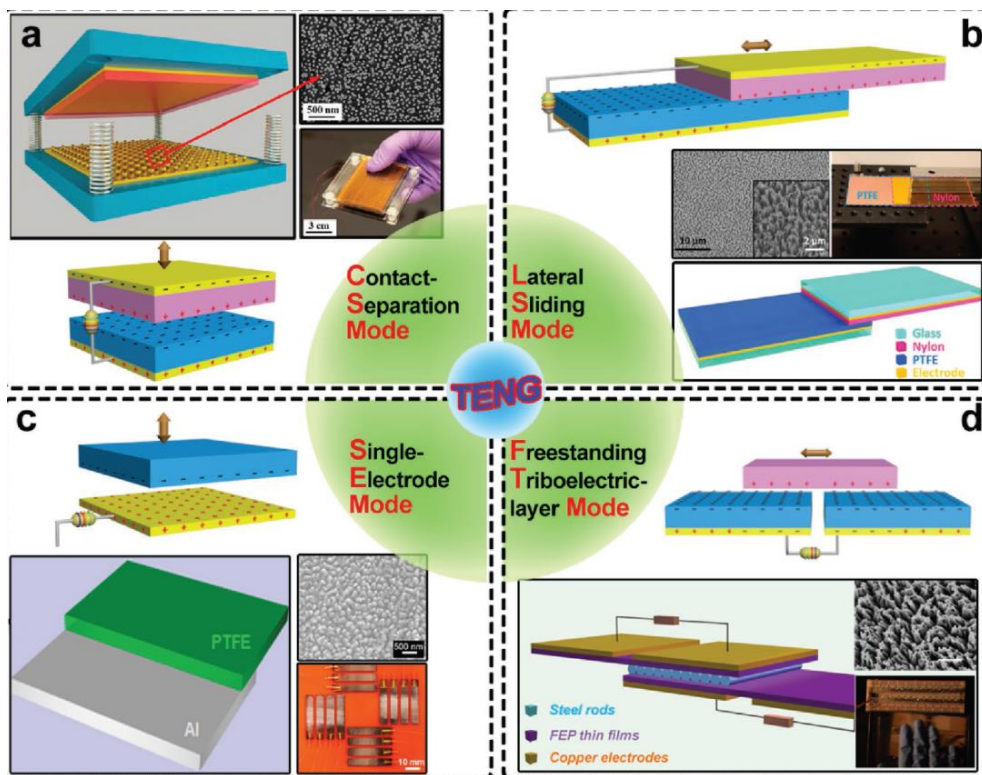 a
500 nm
3 cm
Contact-
Separation
Mode
b
PTFE
Nylon
10 µm
2 µm
Lateral
Sliding
Mode
Glass
Nylon
PTFE
Electrode
TENG
c
Single-
Electrode
Mode
PTFE
Al
500 nm
10 mm
d
Freestanding
Triboelectric-
layer Mode
Steel rods
FEP thin films
Copper electrodes